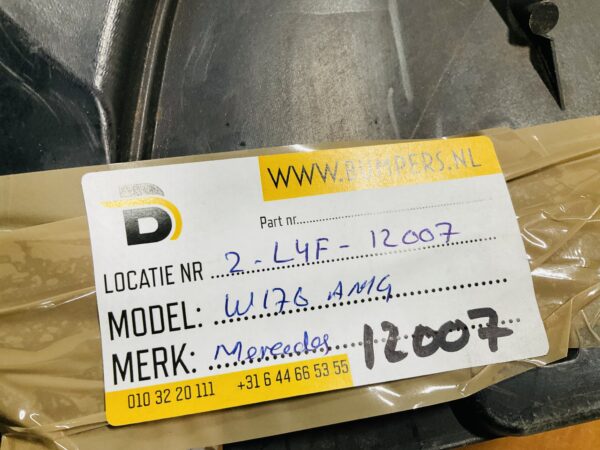 WWW.BUMPERS.NL
D
Part nr.
LOCATIE NR 2-L4F-12007
MODEL: W176 AMG
MERK: Mercedes 12007
010 32 20 111 +31 6 44 66 53 55